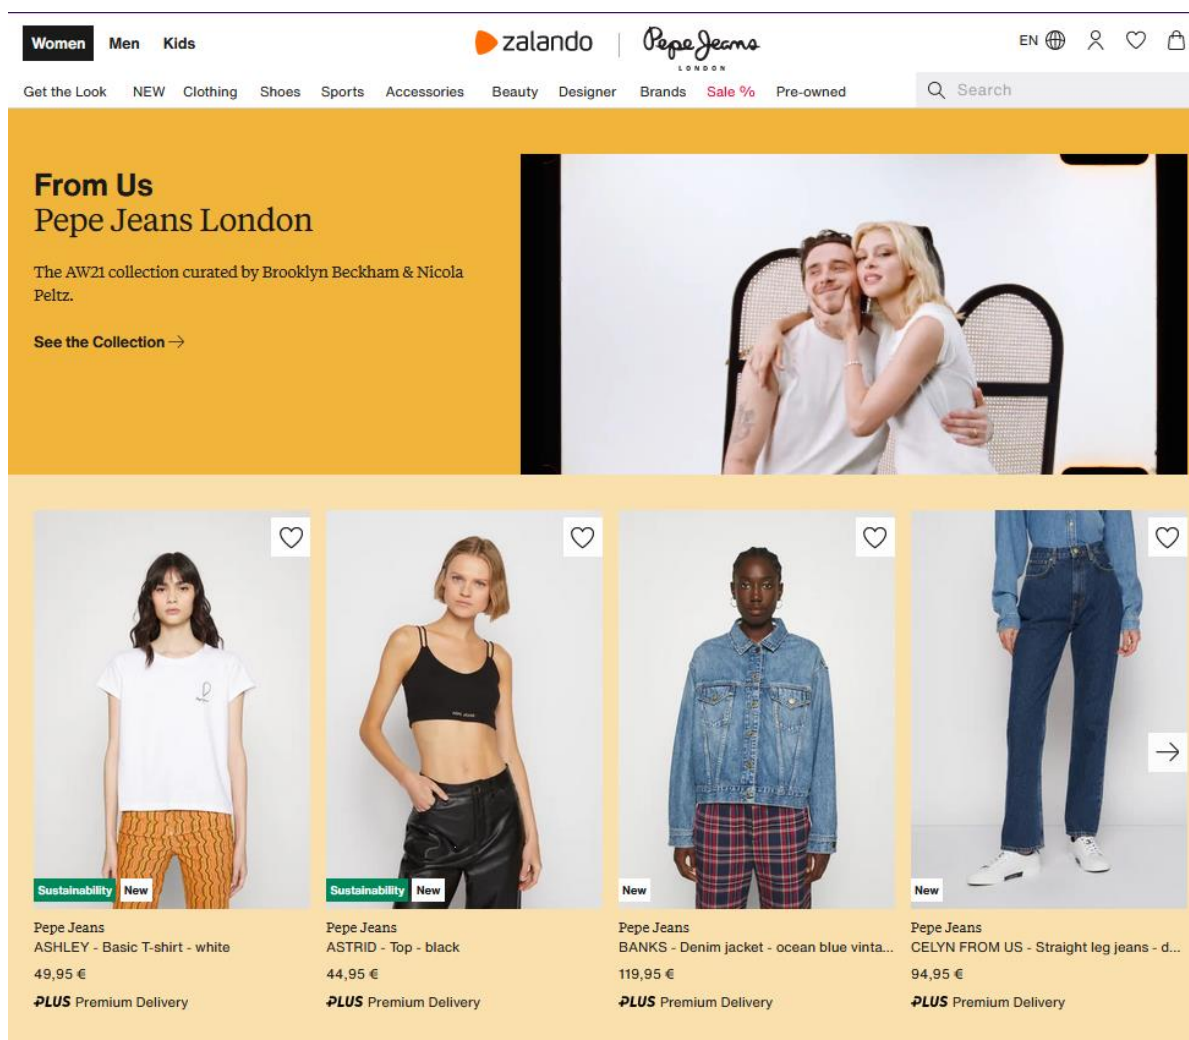 Women Men Kids
zalando
Pepe Jeans
LONDON
EN
Get the Look NEW Clothing Shoes Sports Accessories Beauty Designer Brands Sale % Pre-owned
Search
From Us
Pepe Jeans London
The AW21 collection curated by Brooklyn Beckham & Nicola
Peltz.
See the Collection
Sustainability New
Pepe Jeans
ASHLEY - Basic T-shirt - white
49,95 €
PLUS Premium Delivery
Sustainability New
Pepe Jeans
ASTRID - Top - black
44,95 €
PLUS Premium Delivery
New
Pepe Jeans
BANKS - Denim jacket - ocean blue vinta...
119,95 €
PLUS Premium Delivery
New
Pepe Jeans
CELYN FROM US - Straight leg jeans - d...
94,95 €
PLUS Premium Delivery